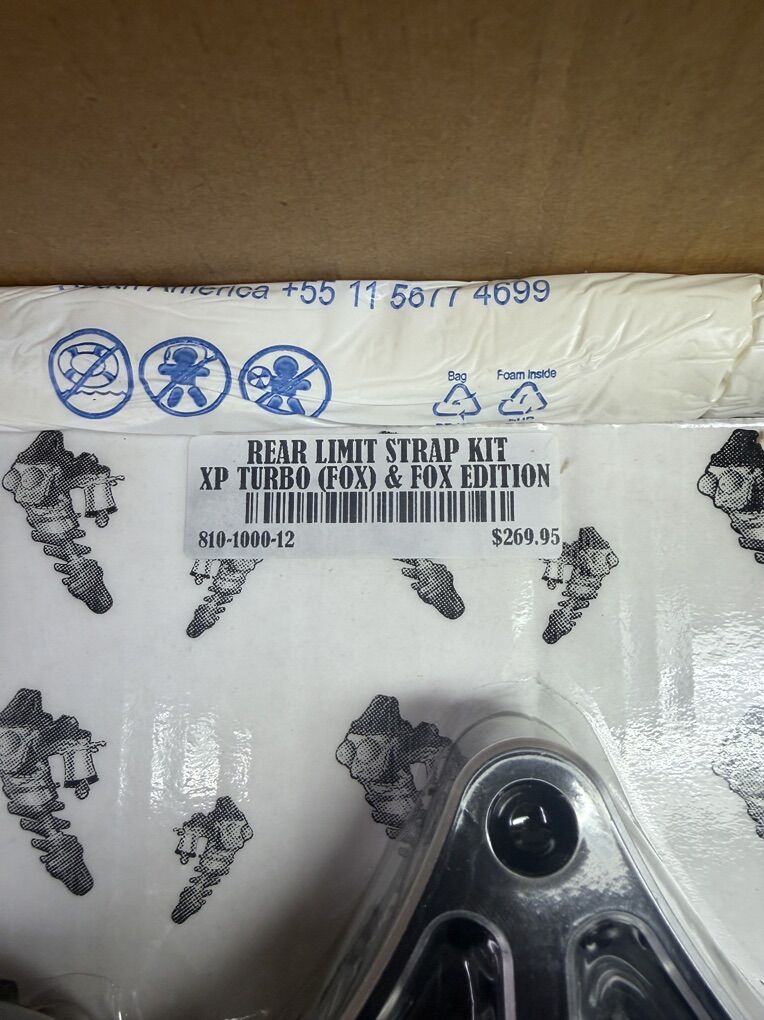 America +55 11 5677 4699
Bag
Foam Inside
REAR LIMIT STRAP KIT
XP TURBO (FOX) & FOX EDITION
810-1000-12
$269.95